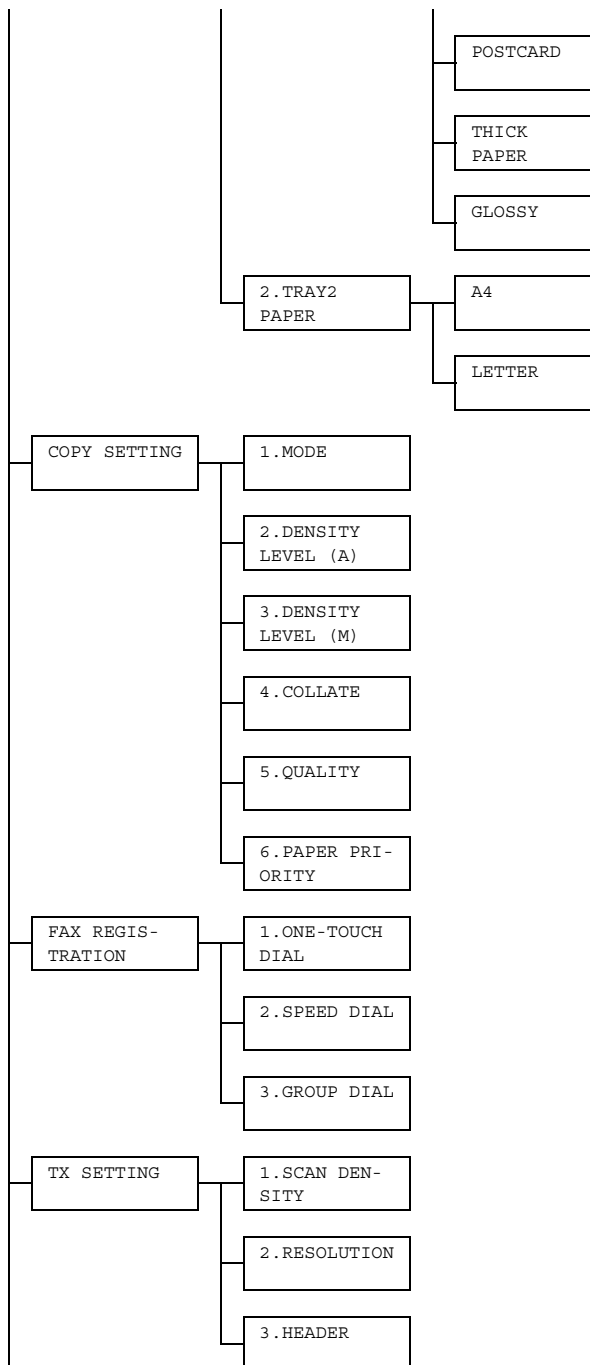 POSTCARD
THICK
PAPER
GLOSSY
2.TRAY2
PAPER
A4
LETTER
COPY SETTING
1.MODE
2.DENSITY
LEVEL (A)
3.DENSITY
LEVEL (M)
4.COLLATE
5.QUALITY
6.PAPER PRI-
ORITY
FAX REGIS-
TRATION
1.ONE-TOUCH
DIAL
2.SPEED DIAL
3.GROUP DIAL
TX SETTING
1.SCAN DEN-
SITY
2.RESOLUTION
3.HEADER